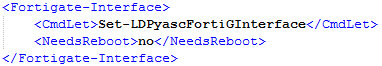 <Fortigate-Interface>
<CmdLet>Set-LDPyascFortiGInterface</CmdLet>
<NeedsReboot>no</NeedsReboot>
</Fortigate-Interface>